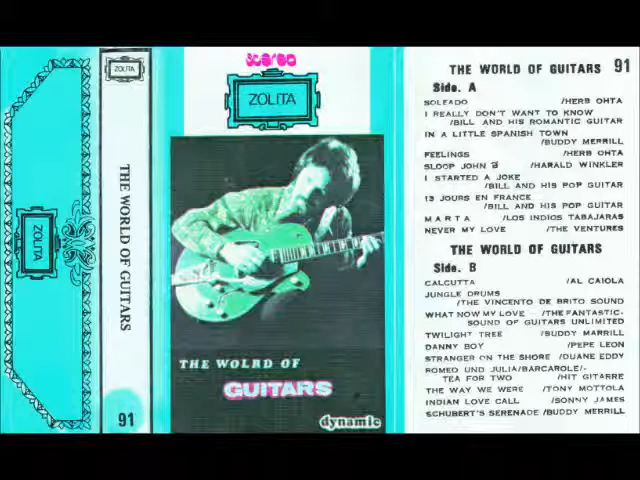 ZOLITA
ZOLITA
THE WORLD OF GUITARS
91
stereo
ZOLITA
THE WOLRD OF
GUITARS
dynamic
THE WORLD OF GUITARS 91
Side. A
SOLEADO /HERB OHTA
I REALLY DON'T WANT TO KNOW
/BILL AND HIS ROMANTIC GUITAR
IN A LITTLE SPANISH TOWN
/BUDDY MERRILL
FEELINGS /HERB OHTA
SLOOP JOHN B /HARALD WINKLER
I STARTED A JOKE
/BILL AND HIS POP GUITAR
13 JOURS EN FRANCE
/BILL AND HIS POP GUITAR
MARTA /LOS INDIOS TABAJARAS
NEVER MY LOVE /THE VENTURES
THE WORLD OF GUITARS
Side. B
CALCUTTA /AL CAIOLA
JUNGLE DRUMS
/THE VINCENTO DE BRITO SOUND
WHAT NOW MY LOVE /THE FANTASTIC-
SOUND OF GUITARS UNLIMITED
TWILIGHT TREE /BUDDY MARRILL
DANNY BOY /PEPE LEON
STRANGER ON THE SHORE /DUANE EDDY
ROMEO UND JULIA/BARCAROLE/-
TEA FOR TWO /HIT GITARRE
THE WAY WE WERE /TONY MOTTOLA
INDIAN LOVE CALL /SONNY JAMES
SCHUBERT'S SERENADE /BUDDY MERRILL